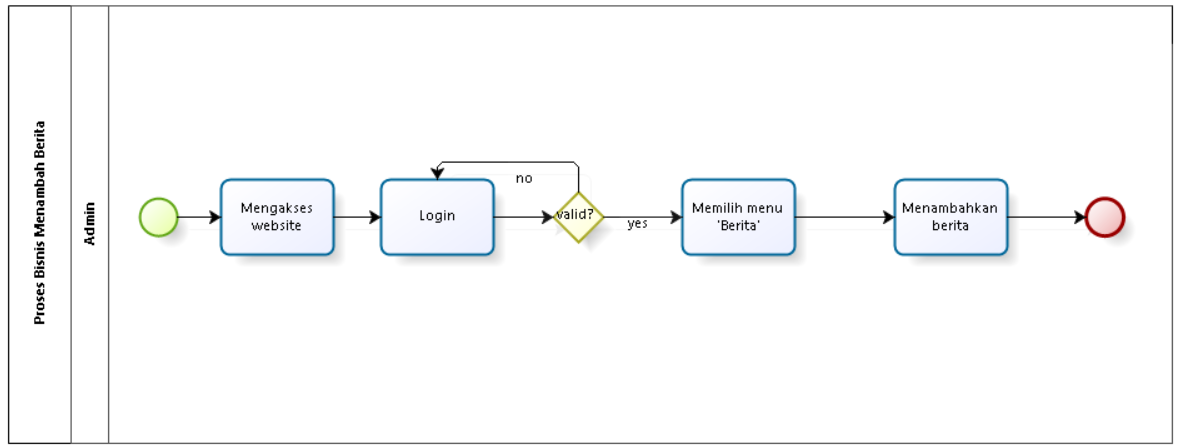 Proses Bisnis Menambah Berita
Admin
Mengakses
website
Login
no
valid?
yes
Memilih menu
'Berita'
Menambahkan
berita